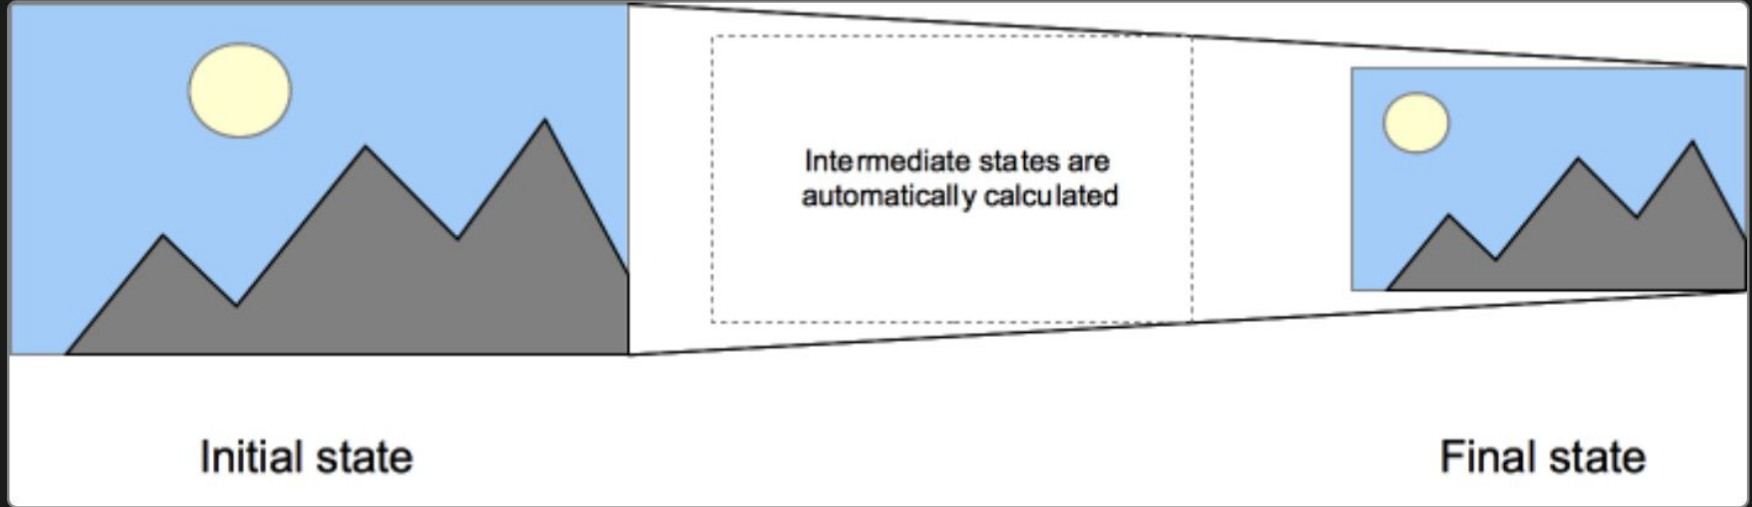 Intermediate states are
automatically calculated
Initial state
Final state